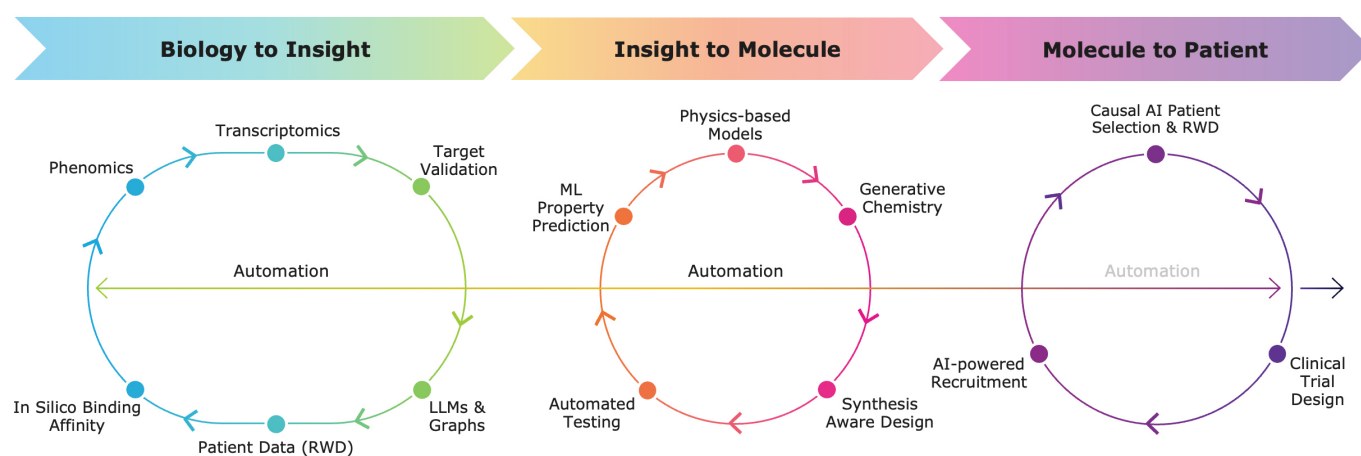 Biology to Insight
Insight to Molecule
Molecule to Patient
Transcriptomics
Phenomics
Target
Validation
Automation
In Silico Binding
Affinity
Patient Data (RWD)
LLMs &
Graphs
Physics-based
Models
ML
Property
Prediction
Generative
Chemistry
Automation
Automated
Testing
Synthesis
Aware Design
Causal AI Patient
Selection & RWD
Automation
AI-powered
Recruitment
Clinical
Trial
Design